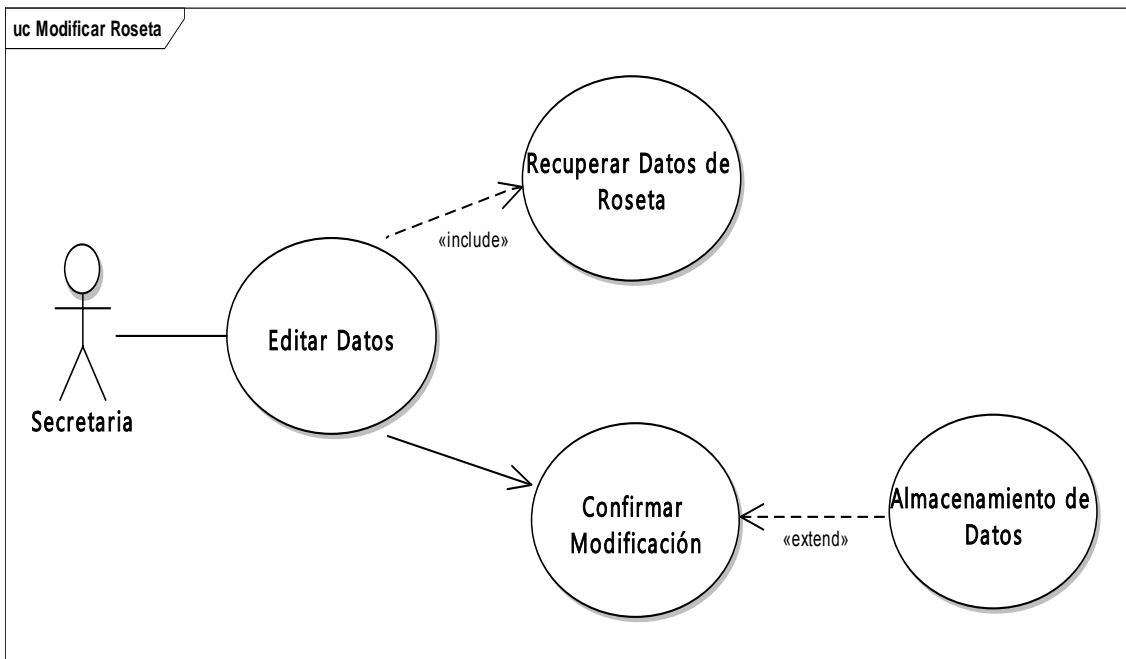 uc Modificar Roseta
Recuperar Datos de
Roseta
«include»
Editar Datos
Secretaria
Confirmar
Modificación
«extend»
Almacenamiento de
Datos